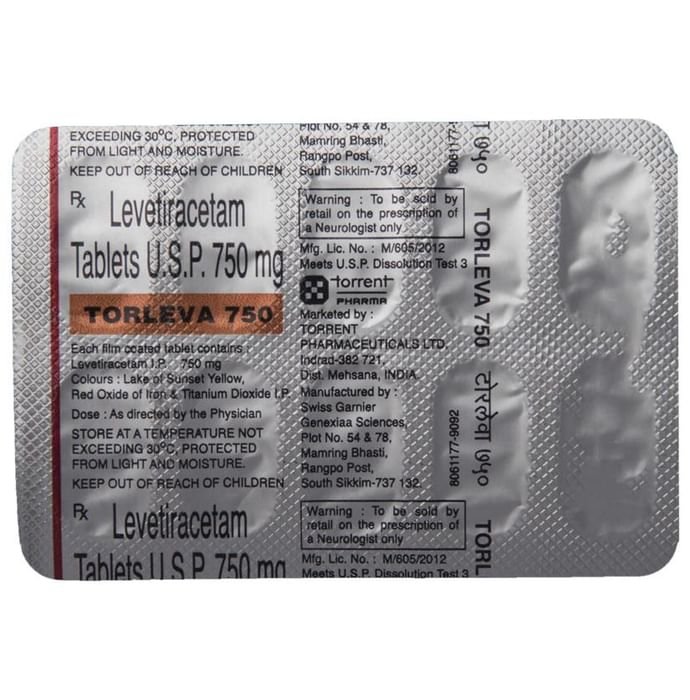 EXCEEDING 30⁰C, PROTECTED
FROM LIGHT AND MOISTURE.
KEEP OUT OF REACH OF CHILDREN
Rx
Levetiracetam
Tablets U.S.P. 750 mg
TORLEVA 750
Each film coated tablet contains :
Levetiracetam I.P. 750 mg
Colours : Lake of Sunset Yellow,
Red Oxide of Iron & Titanium Dioxide I.P.
Dose : As directed by the Physician
STORE AT A TEMPERATURE NOT
EXCEEDING 30⁰C, PROTECTED
FROM LIGHT AND MOISTURE.
KEEP OUT OF REACH OF CHILDREN
Rx
Levetiracetam
Tablets U.S.P. 750 mg
Plot No. 54 & 78,
Mamring Bhasti,
Rangpo Post,
South Sikkim-737 132.
Warning : To be sold by
retail on the prescription of
a Neurologist only
Mfg. Lic. No. : M/605/2012
Meets U.S.P. Dissolution Test 3
torrent
PHARMA
Marketed by :
TORRENT
PHARMACEUTICALS LTD.
Indrad-382 721,
Dist. Mehsana, INDIA.
Manufactured by :
Swiss Garnier
Genexiaa Sciences,
Plot No. 54 & 78,
Mamring Bhasti,
Rangpo Post,
South Sikkim-737 132.
Warning : To be sold by
retail on the prescription of
a Neurologist only
Mfg. Lic. No. : M/605/2012
Meets U.S.P. Dissolution Test 3
8061177-
8061177-9092
७५०
TORLEVA 750
टोरलेवा ७५०
TORL